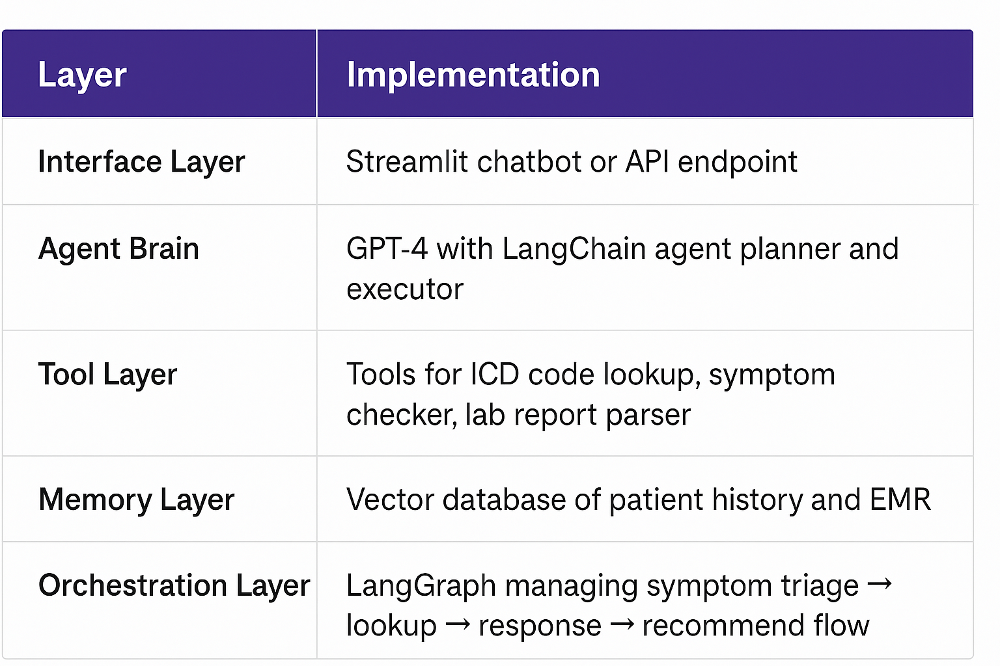 Layer
Implementation
Interface Layer
Streamlit chatbot or API endpoint
Agent Brain
GPT-4 with LangChain agent planner and
executor
Tool Layer
Tools for ICD code lookup, symptom
checker, lab report parser
Memory Layer
Vector database of patient history and EMR
Orchestration Layer
LangGraph managing symptom triage →
lookup → response → recommend flow